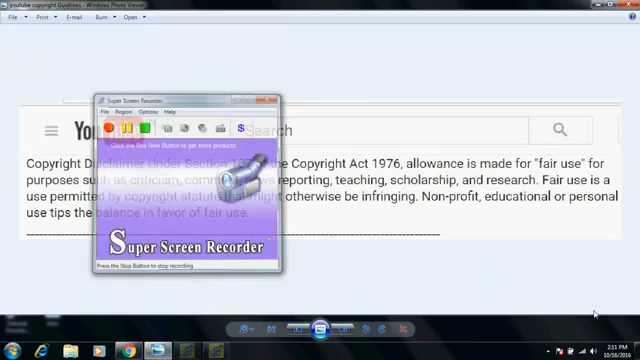 youtube copyright Guidlines - Windows Photo Viewer
File Print E-mail Burn Open
Super Screen Recorder
File Region Options Help
You Search
Click the Buy Now Button to get more products
Copyright Disclaimer Under Section 107 the Copyright Act 1976, allowance is made for "fair use" for
purposes such as criticism, comment news reporting, teaching, scholarship, and research. Fair use is a
use permitted by copyright statute that might otherwise be infringing. Non-profit, educational or personal
use tips the balance in favor of fair use.
Super Screen Recorder
Press the Stop Button to stop recording
2:11 PM
10/16/2016